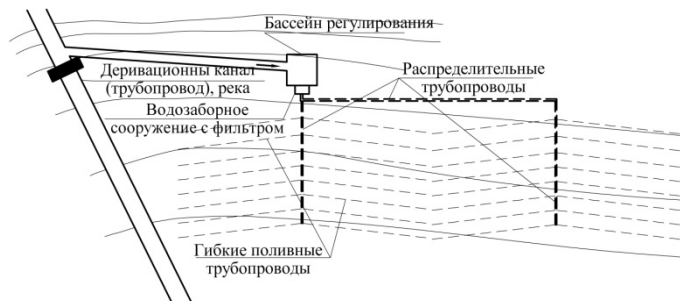 Бассейн регулирования
Деривационны канал
(трубопровод), река
Распределительные
трубопроводы
Водозаборное
сооружение с фильтром
Гибкие поливные
трубопроводы